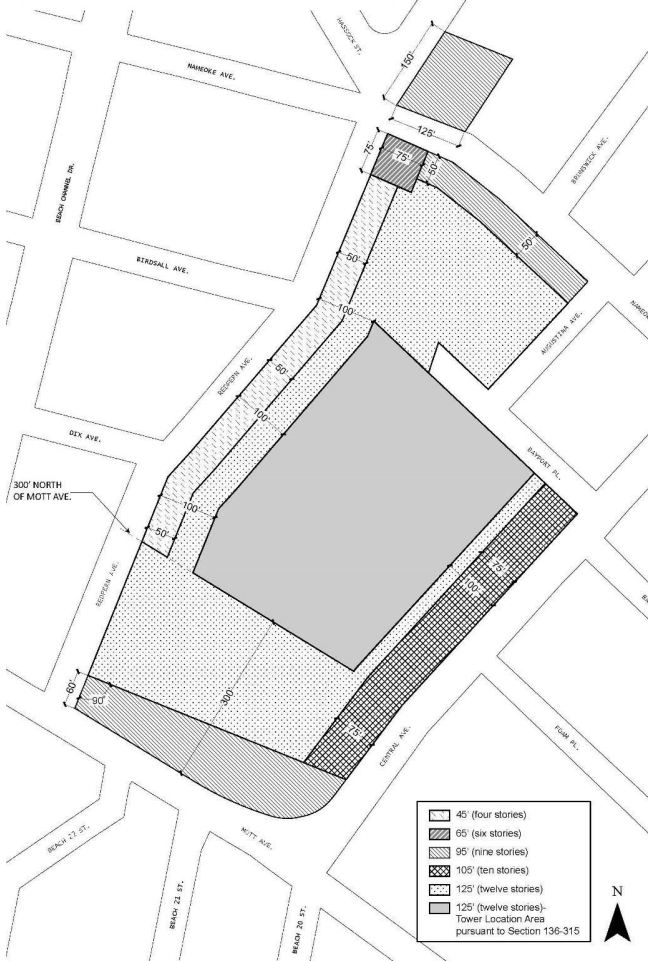 HASSOCK ST.
150'
NAMEOKE AVE.
125'
75'
75'
50'
BRUNSWICK AVE.
BEACH CHANNEL DR.
50'
50'
BIRDSALL AVE.
100'
AUGUSTINA AVE.
REDFERN AVE.
50'
100'
DIX AVE.
BAYPORT PL.
300' NORTH
OF MOTT AVE.
100'
50'
75'
100'
REDFERN AVE.
60'
90'
300'
75'
CENTRAL AVE.
FOAM PL.
BEACH 22 ST.
MOTT AVE.
BEACH 21 ST.
BEACH 20 ST.
45' (four stories)
65' (six stories)
95' (nine stories)
105' (ten stories)
125' (twelve stories)
125' (twelve stories)-
Tower Location Area
pursuant to Section 136-315
N